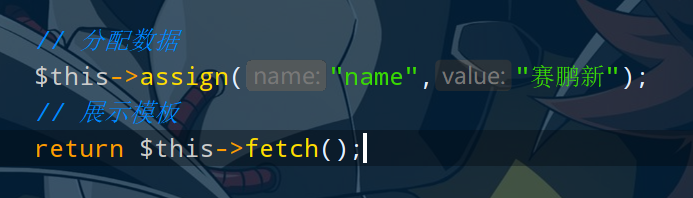 // 分配数据
$this->assign( name: "name", value: "赛鹏新");
// 展示模板
return $this->fetch();